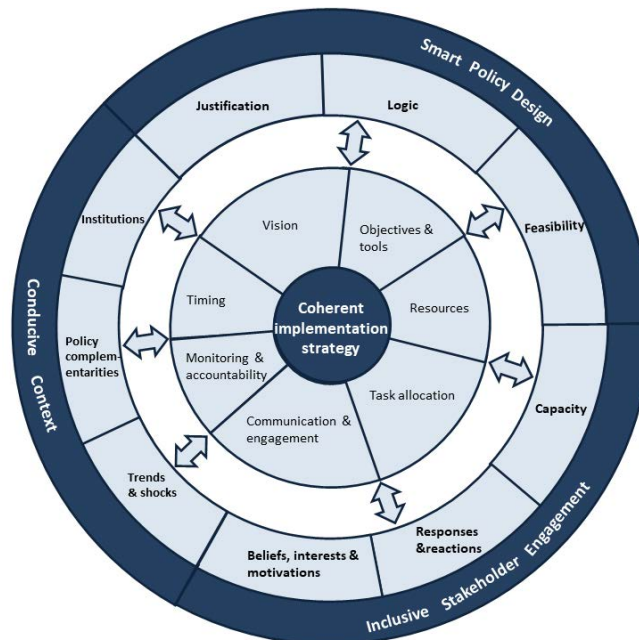 Smart Policy Design
Justification
Logic
Feasibility
Institutions
Vision
Objectives &
tools
Timing
Resources
Coherent
implementation
strategy
Conducive Context
Policy
complem-
entarities
Monitoring &
accountability
Task allocation
Communication &
engagement
Capacity
Trends
& shocks
Beliefs, interests &
motivations
Responses
&reactions
Inclusive Stakeholder Engagement